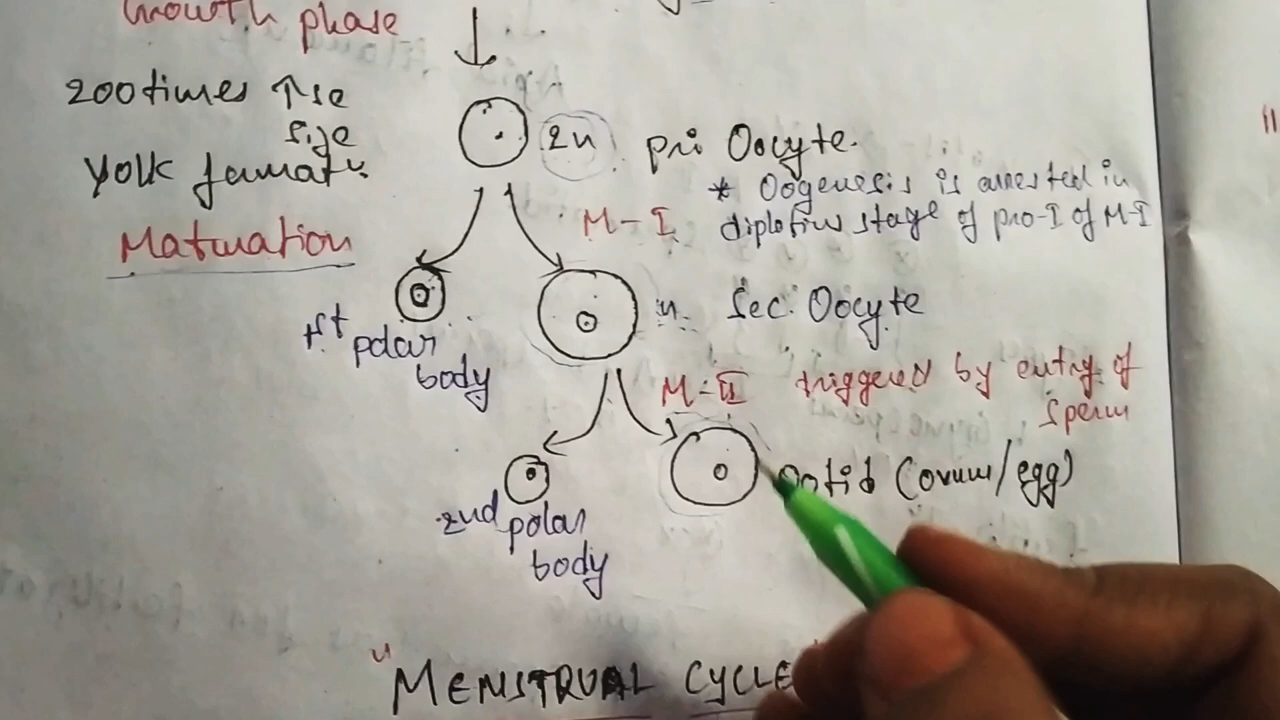 Growth phase
200 times ↑se
size
Yolk formatn
2n
pri Oocyte.
* Oogenesis is arrested in
diplotine stage of pro-I of M-I
M-I
Maturation
1st polar
body
n
Sec. Oocyte
M-II
triggered by entry of
sperm
ootid (ovum/egg)
2nd polar
body
"MENSTRUAL CYCLE